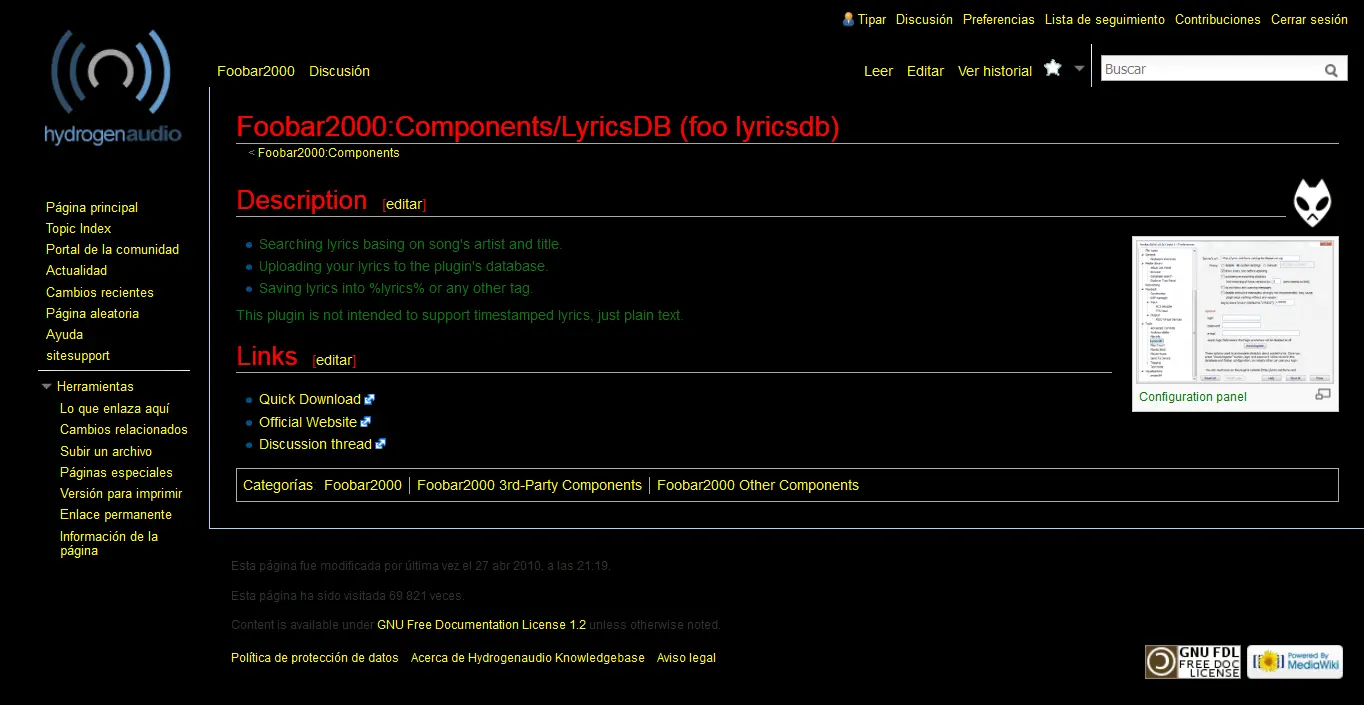 Tipar Discusión Preferencias Lista de seguimiento Contribuciones Cerrar sesión
hydrogenaudio
Foobar2000 Discusión Leer Editar Ver historial Buscar
Foobar2000:Components/LyricsDB (foo lyricsdb)
< Foobar2000:Components
Página principal
Topic Index
Portal de la comunidad
Actualidad
Cambios recientes
Página aleatoria
Ayuda
sitesupport
Herramientas
Lo que enlaza aquí
Cambios relacionados
Subir un archivo
Páginas especiales
Versión para imprimir
Enlace permanente
Información de la
página
Description [editar]
• Searching lyrics basing on song's artist and title.
• Uploading your lyrics to the plugin's database.
• Saving lyrics into %lyrics% or any other tag.
This plugin is not intended to support timestamped lyrics, just plain text.
Configuration panel
Links [editar]
• Quick Download
• Official Website
• Discussion thread
Categorías Foobar2000 | Foobar2000 3rd-Party Components | Foobar2000 Other Components
Esta página fue modificada por última vez el 27 abr 2010, a las 21:19.
Esta página ha sido visitada 69 821 veces.
Content is available under GNU Free Documentation License 1.2 unless otherwise noted.
Política de protección de datos Acerca de Hydrogenaudio Knowledgebase Aviso legal
GNU FDL
FREE DOC
LICENSE
Powered By
MediaWiki